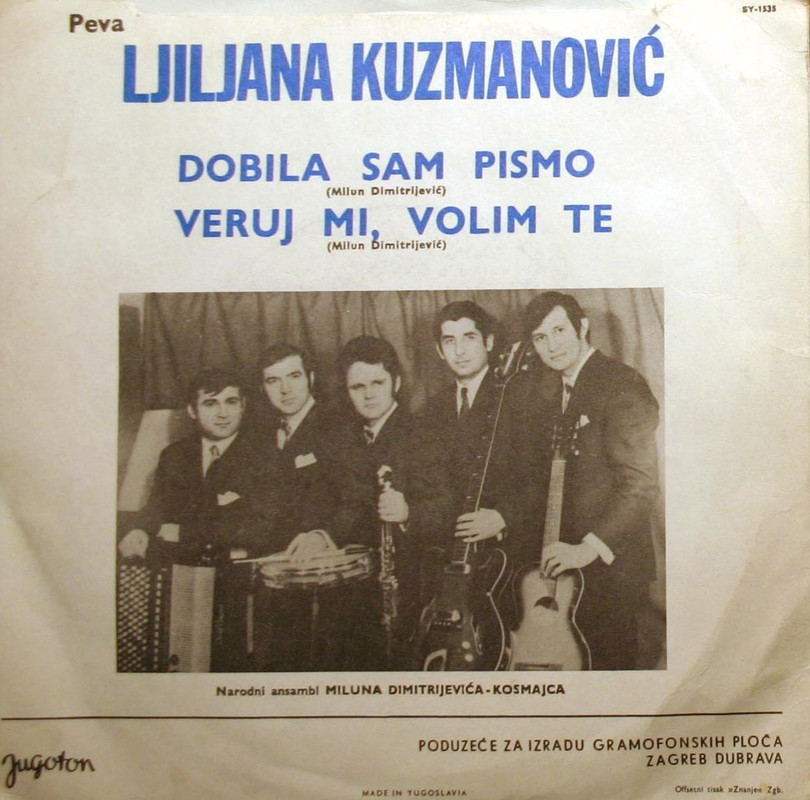 SY-1535
Peva
LJILJANA KUZMANOVIĆ
DOBILA SAM PISMO
(Milun Dimitrijević)
VERUJ MI, VOLIM TE
(Milun Dimitrijević)
Narodni ansambl MILUNA DIMITRIJEVIĆA-KOSMAJCA
Jugoton
PODUZEĆE ZA IZRADU GRAMOFONSKIH PLOČA
ZAGREB DUBRAVA
MADE IN YUGOSLAVIA
Offsetni tisak »Znanje« Zgb.